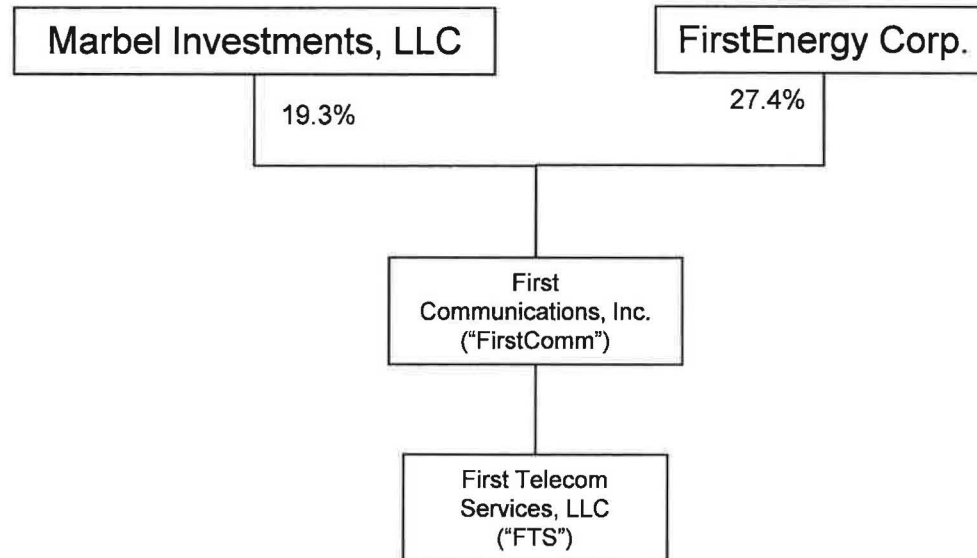 Marbel Investments, LLC
FirstEnergy Corp.
19.3%
27.4%
First
Communications, Inc.
(“FirstComm”)
First Telecom
Services, LLC
(“FTS”)